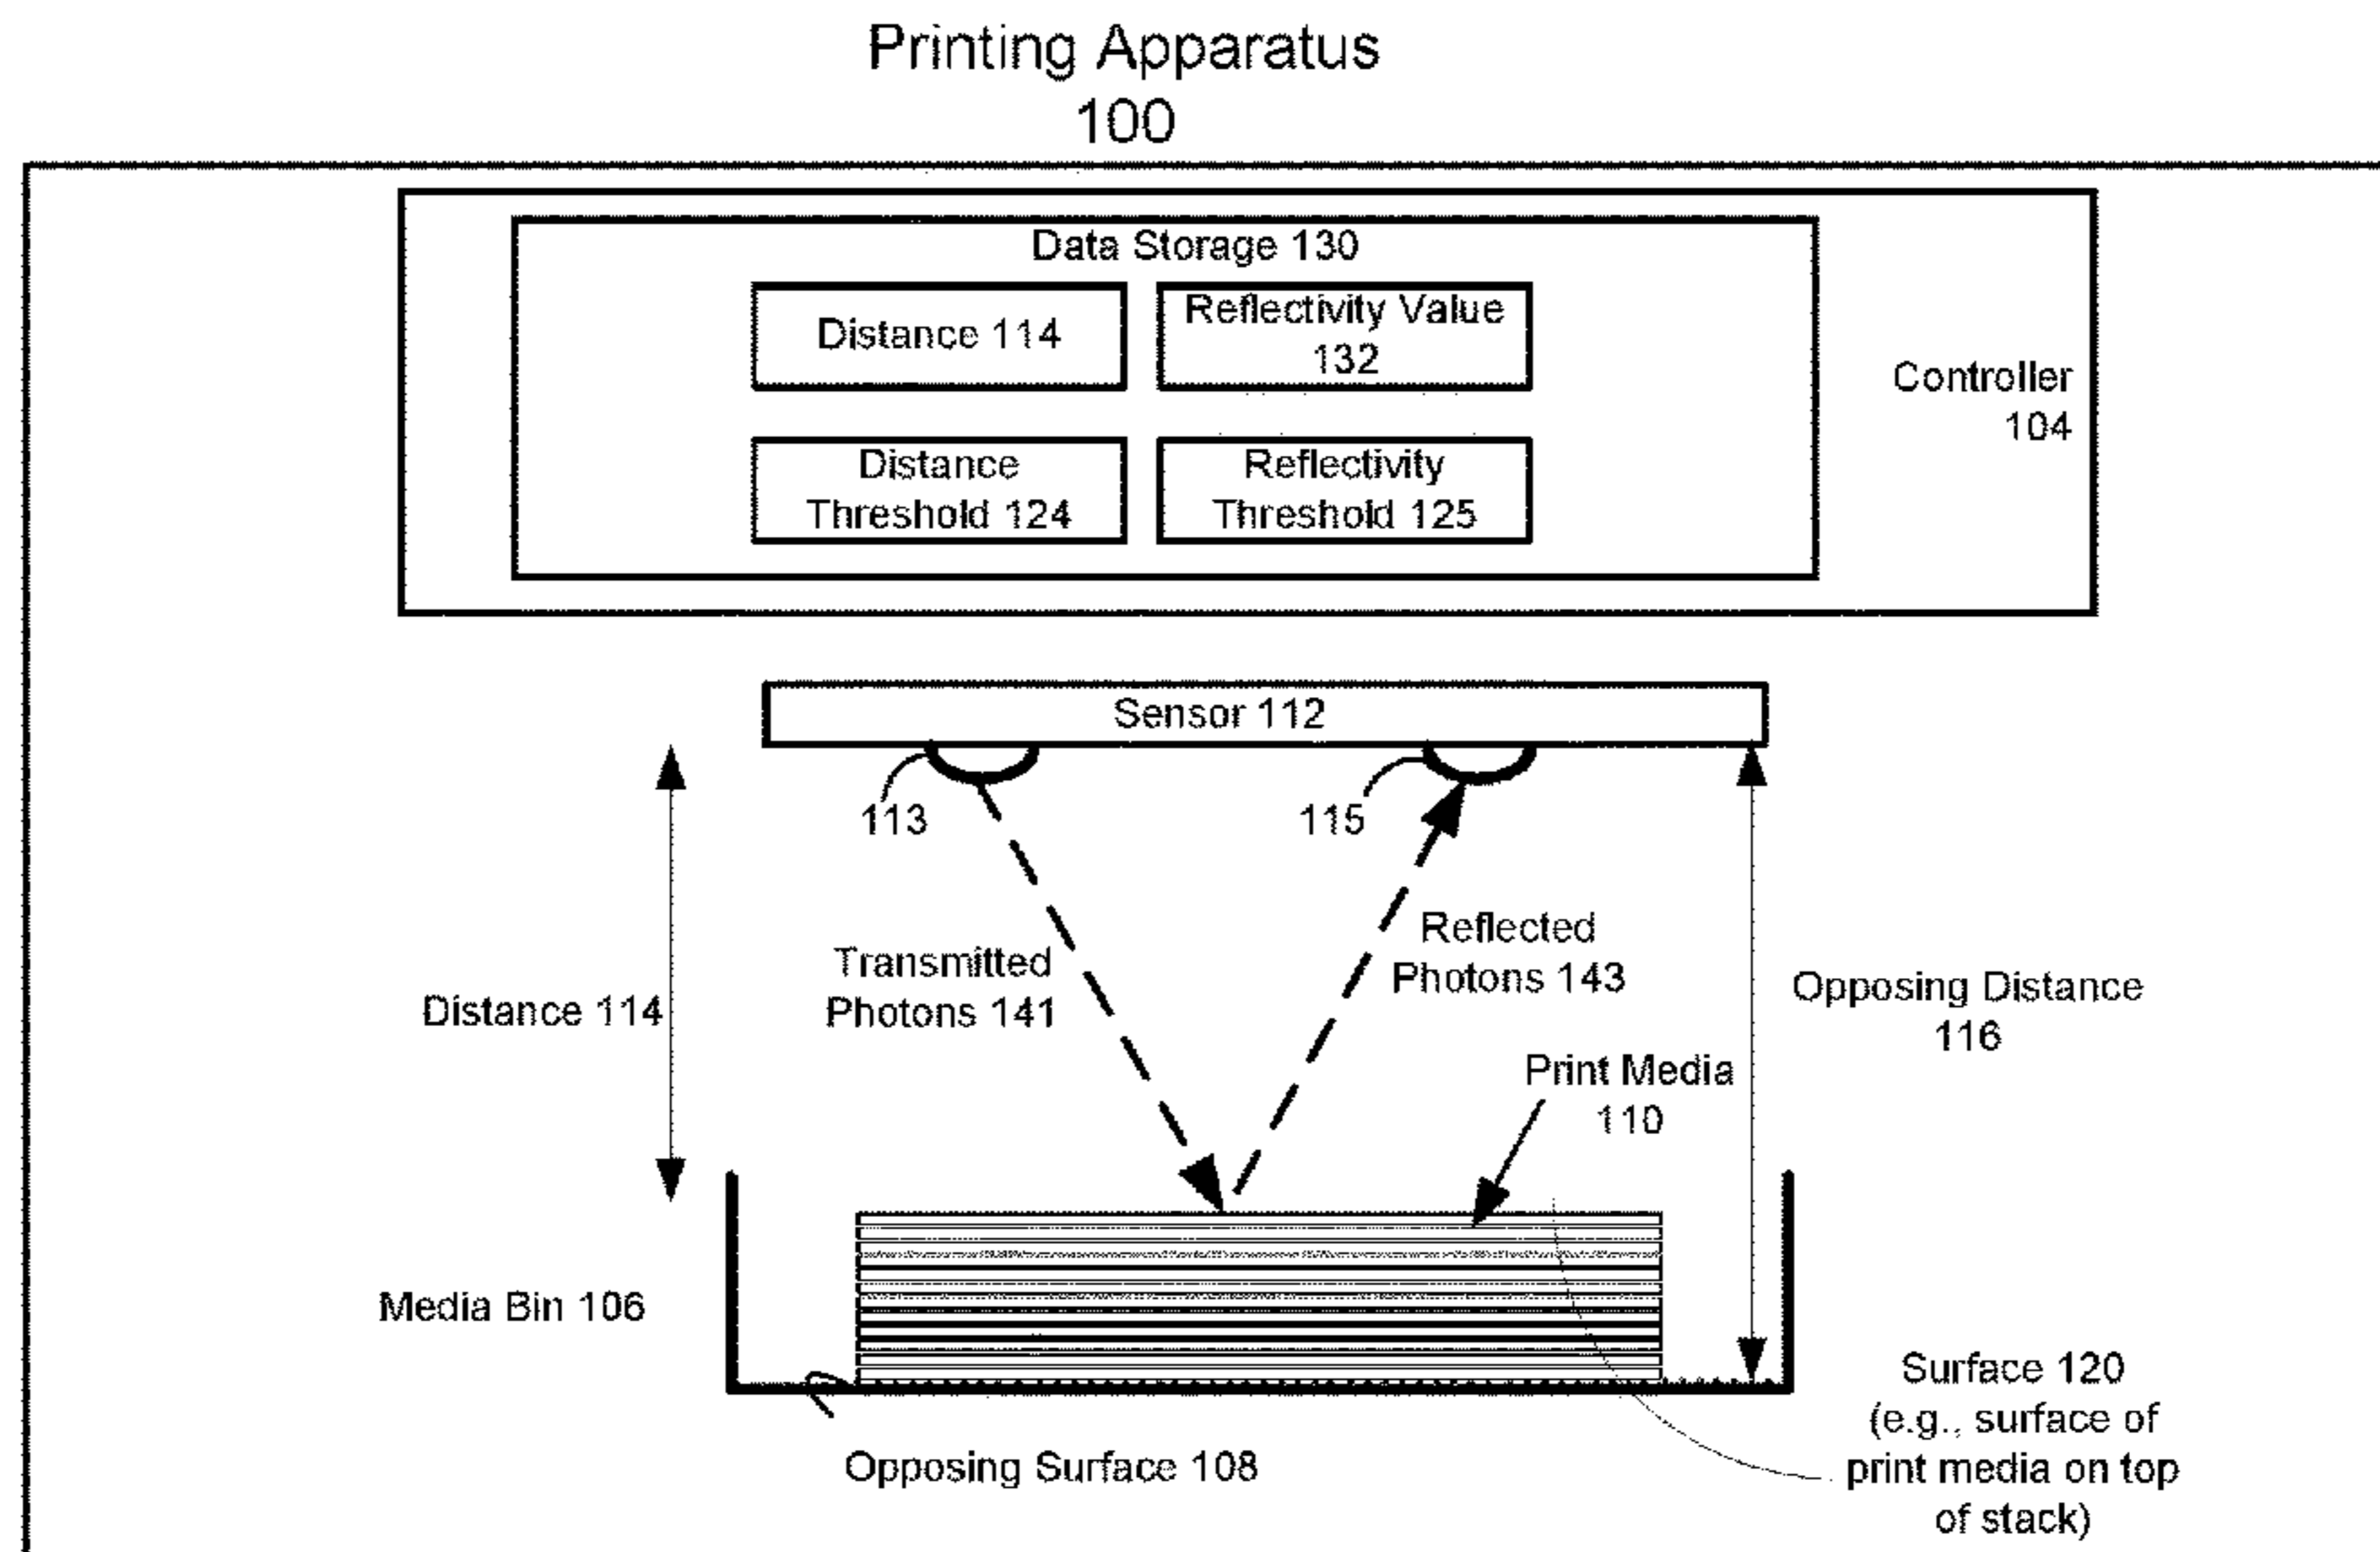 Printing Apparatus
100
Data Storage 130
Distance 114
Reflectivity Value
132
Controller
104
Distance
Threshold 124
Reflectivity
Threshold 125
Sensor 112
113
115
Transmitted
Photons 141
Reflected
Photons 143
Distance 114
Opposing Distance
116
Print Media
110
Media Bin 106
Surface 120
(e.g., surface of
print media on top
of stack)
Opposing Surface 108